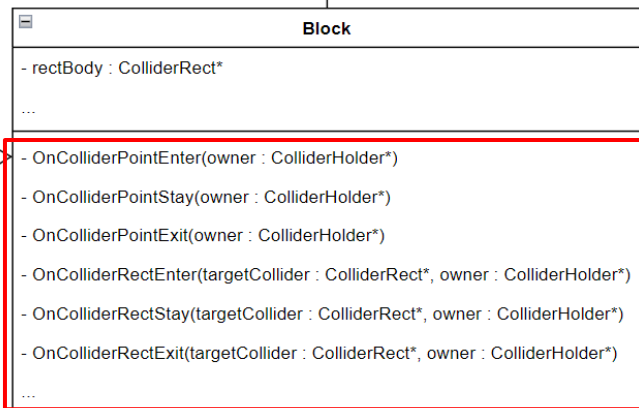 Block
- rectBody : ColliderRect*
...
- OnColliderPointEnter(owner : ColliderHolder*)
- OnColliderPointStay(owner : ColliderHolder*)
- OnColliderPointExit(owner : ColliderHolder*)
- OnColliderRectEnter(targetCollider : ColliderRect*, owner : ColliderHolder*)
- OnColliderRectStay(targetCollider : ColliderRect*, owner : ColliderHolder*)
- OnColliderRectExit(targetCollider : ColliderRect*, owner : ColliderHolder*)
...